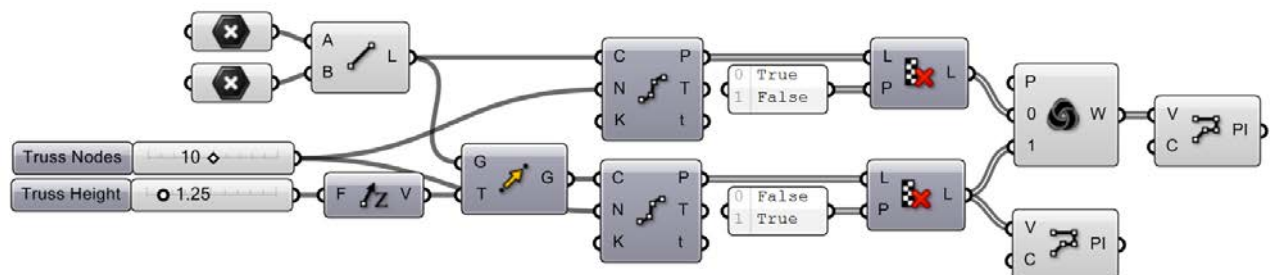 A
B
L
Truss Nodes
10
Truss Height
1.25
F
V
G
T
G
C
N
K
P
T
t
0 True
1 False
L
P
L
C
N
K
P
T
t
0 False
1 True
L
P
L
P
0
1
W
V
C
Pl
V
C
Pl